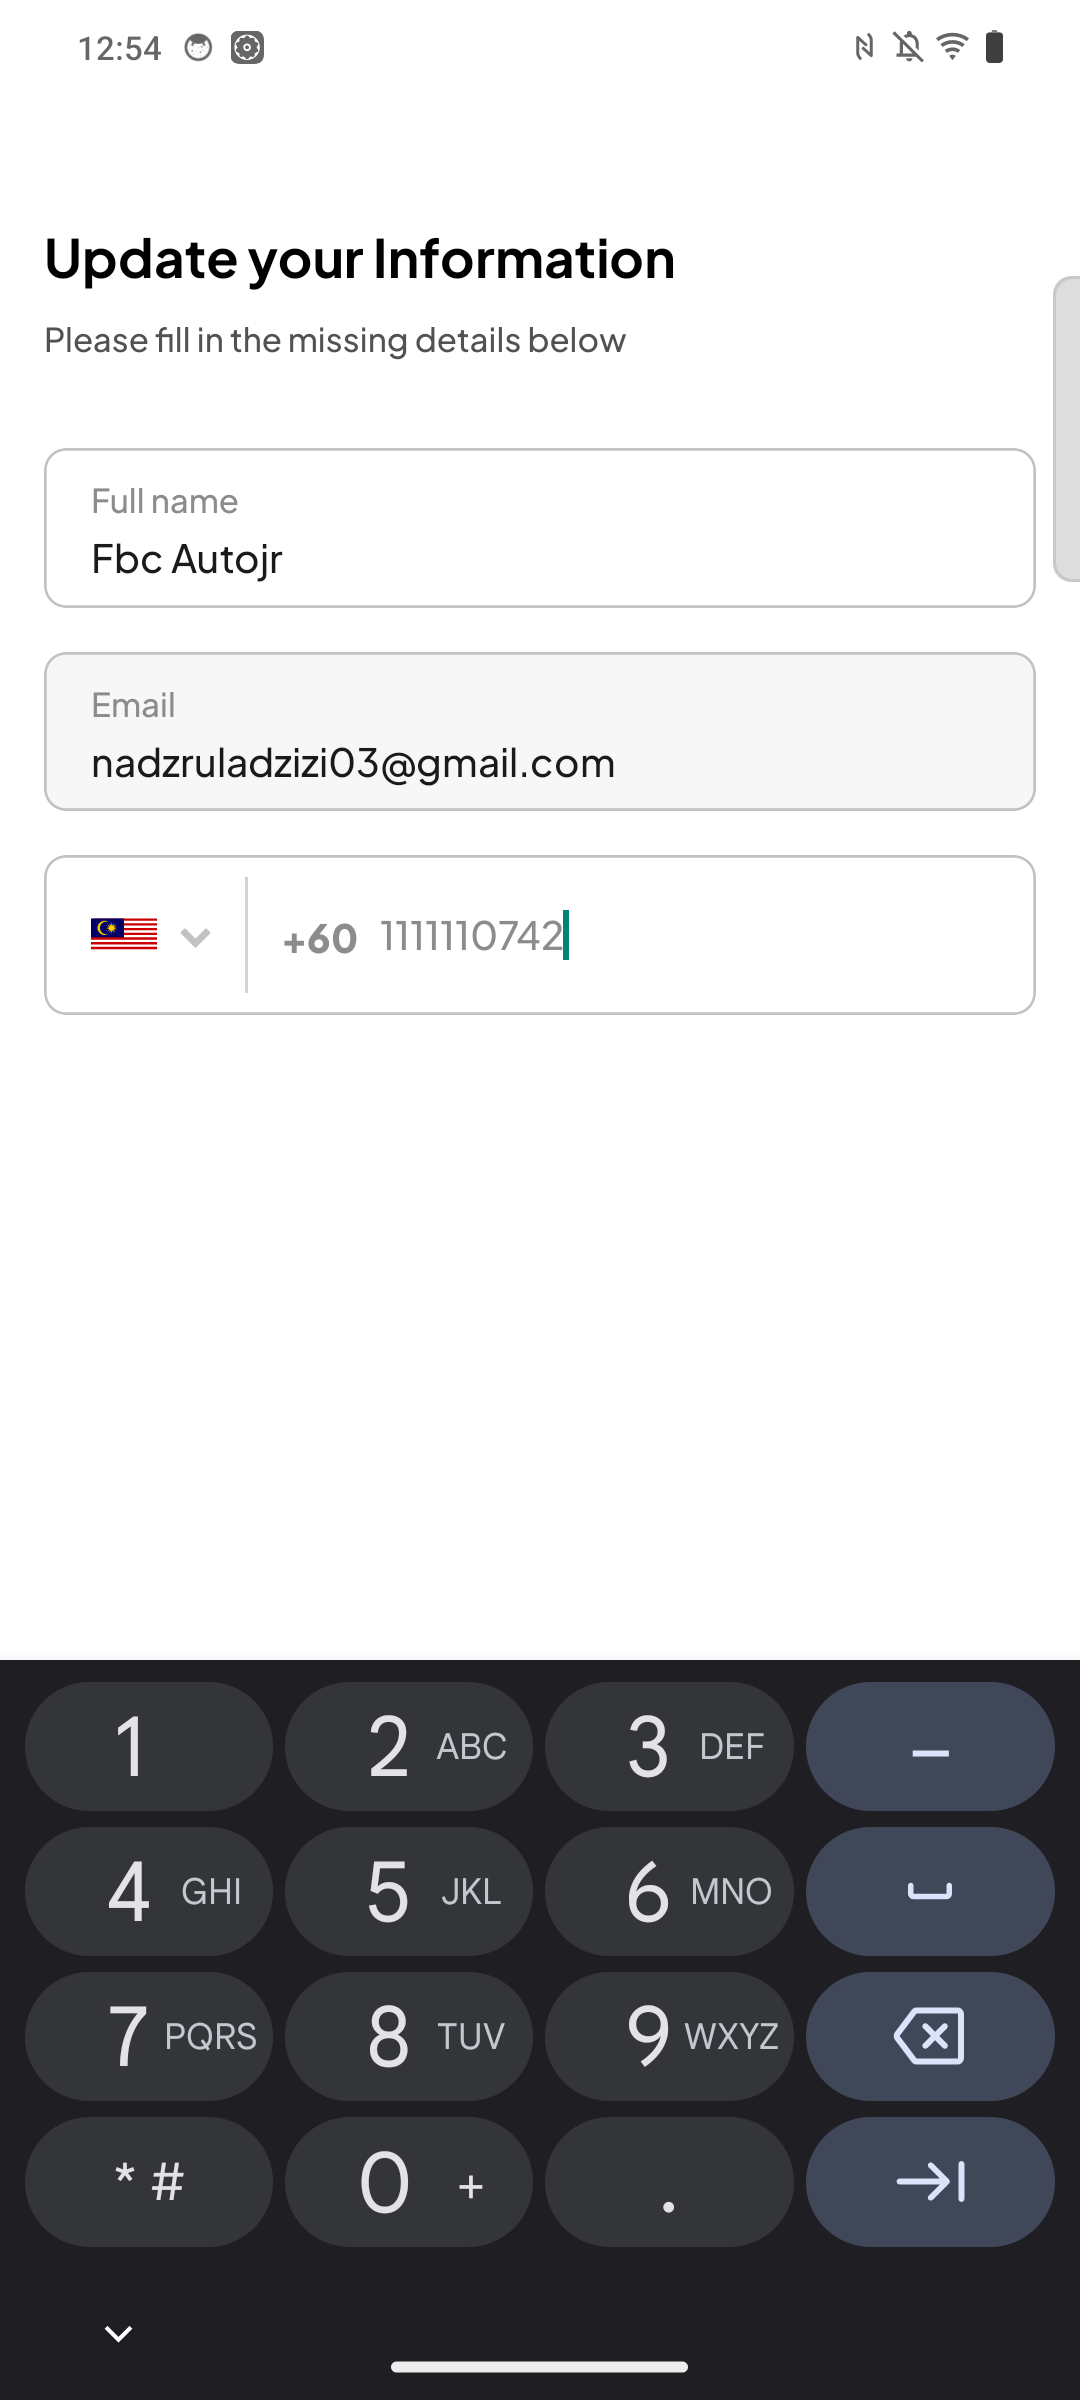 12:54
Update your Information
Please fill in the missing details below
Full name
Fbc Autojr
Email
nadzruladzizi03@gmail.com
+60 1111110742
1
2 ABC
3 DEF
–
4 GHI
5 JKL
6 MNO
7 PQRS
8 TUV
9 WXYZ
* #
0 +
.